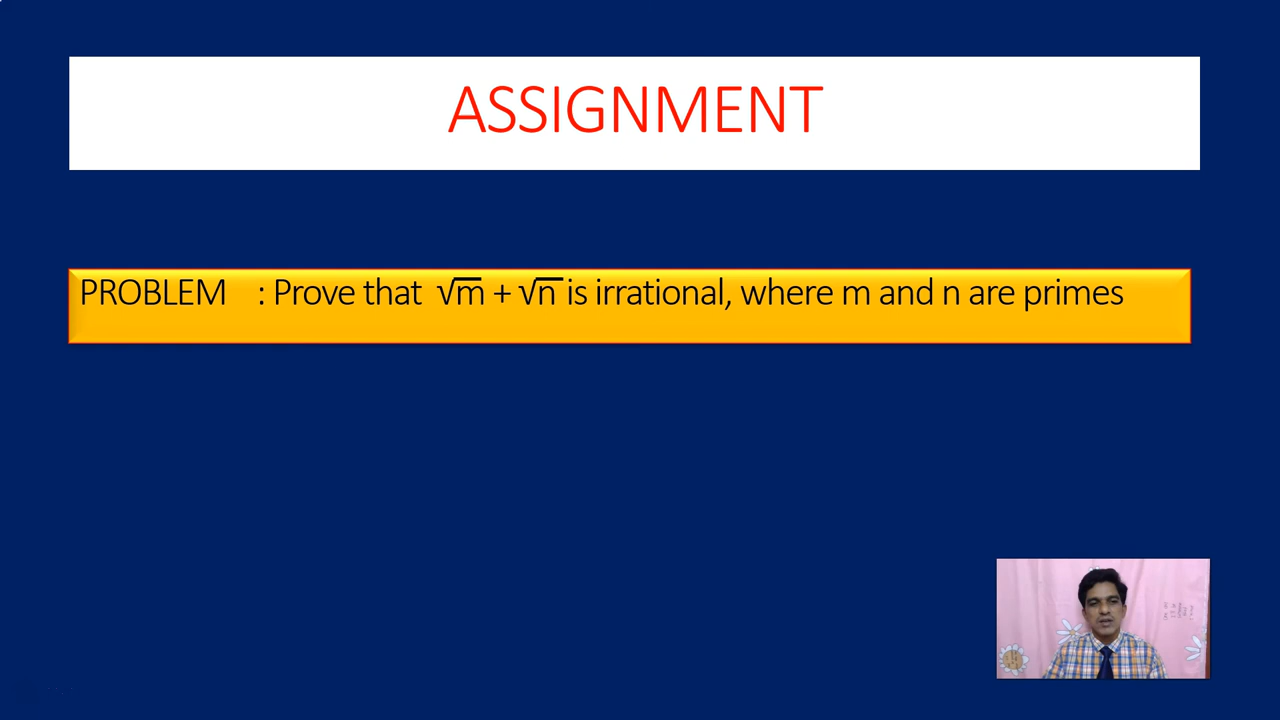 ASSIGNMENT
PROBLEM : Prove that √m + √n is irrational, where m and n are primes